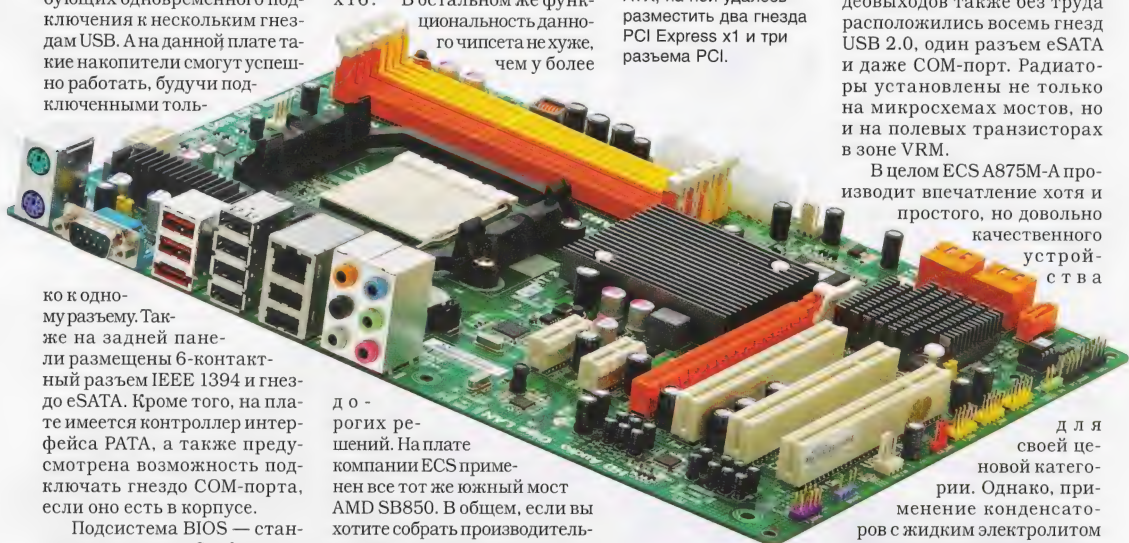 бующих одновременного под-
ключения к нескольким гнез-
дам USB. А на данной плате та-
кие накопители смогут успеш-
но работать, будучи под-
ключенными толь-
ко к одно-
му разъему. Так-
же на задней пане-
ли размещены 6-контакт-
ный разъем IEEE 1394 и гнез-
до eSATA. Кроме того, на пла-
те имеется контроллер интер-
фейса PATA, а также преду-
смотрена возможность под-
ключать гнездо COM-порта,
если оно есть в корпусе.
Подсистема BIOS — стан-
x16. В остальном же функ-
циональность данно-
го чипсета не хуже,
чем у более
до-
рогих ре-
шений. На плате
компании ECS приме-
нен все тот же южный мост
AMD SB850. В общем, если вы
хотите собрать производитель-
разместить два гнезда
PCI Express x1 и три
разъема PCI.
деовыходов также без труда
расположились восемь гнезд
USB 2.0, один разъем eSATA
и даже COM-порт. Радиато-
ры установлены не только
на микросхемах мостов, но
и на полевых транзисторах
в зоне VRM.
В целом ECS A875M-A про-
изводит впечатление хотя и
простого, но довольно
качественного
устрой-
ства
для
своей це-
новой катего-
рии. Однако, при-
менение конденсато-
ров с жидким электролитом